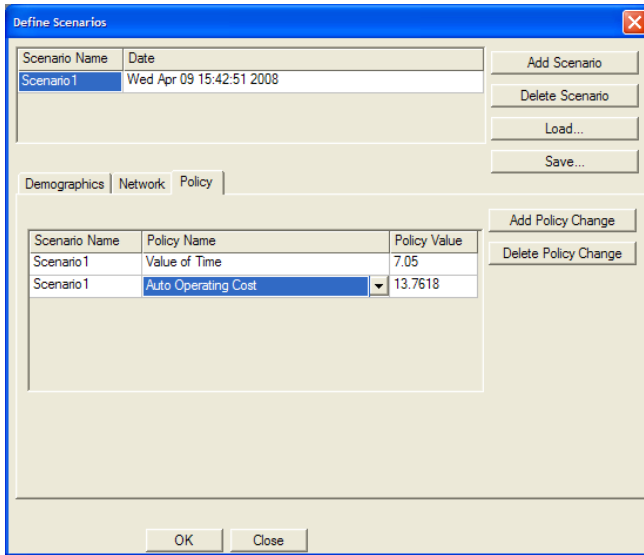 Define Scenarios
Scenario Name Date
Scenario1 Wed Apr 09 15:42:51 2008
Add Scenario
Delete Scenario
Load...
Save...
Demographics Network Policy
Add Policy Change
Delete Policy Change
Scenario Name Policy Name Policy Value
Scenario1 Value of Time 7.05
Scenario1 Auto Operating Cost 13.7618
OK Close